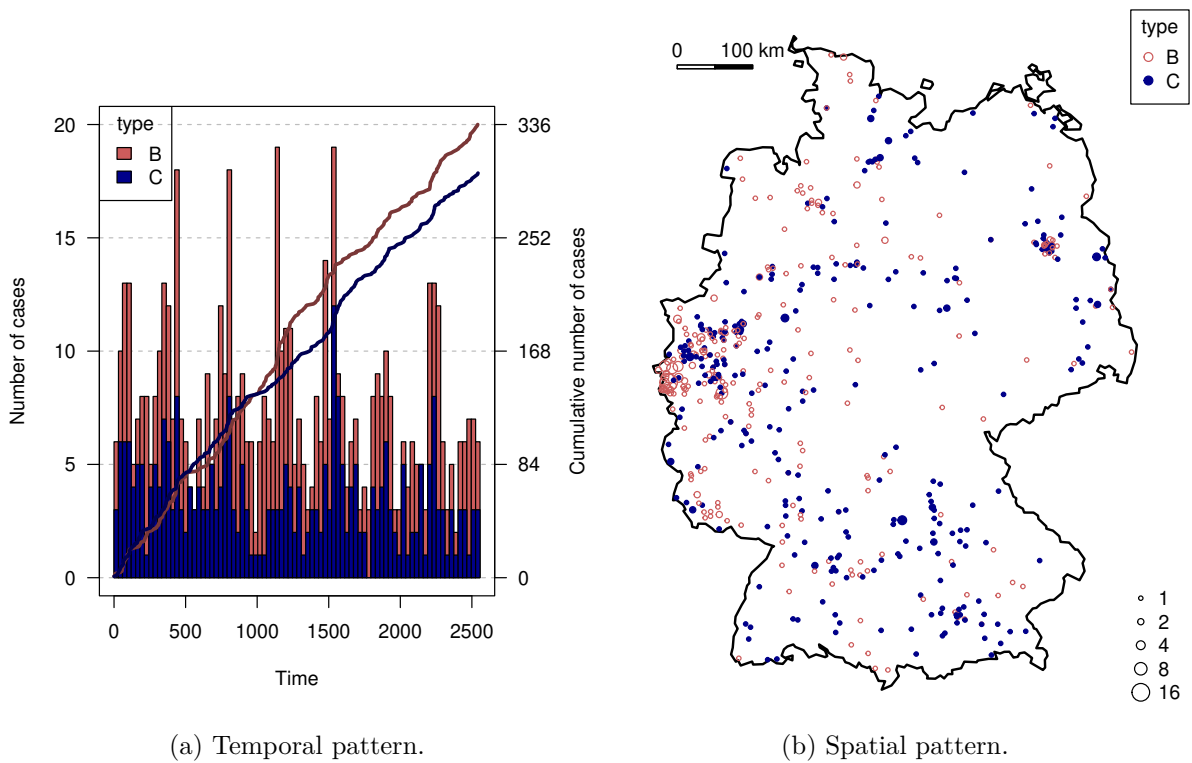 type
B
C
0 5 10 15 20
0 84 168 252 336
Number of cases
Cumulative number of cases
0 500 1000 1500 2000 2500
Time
(a) Temporal pattern.
0 100 km
type
B
C
1
2
4
8
16
(b) Spatial pattern.